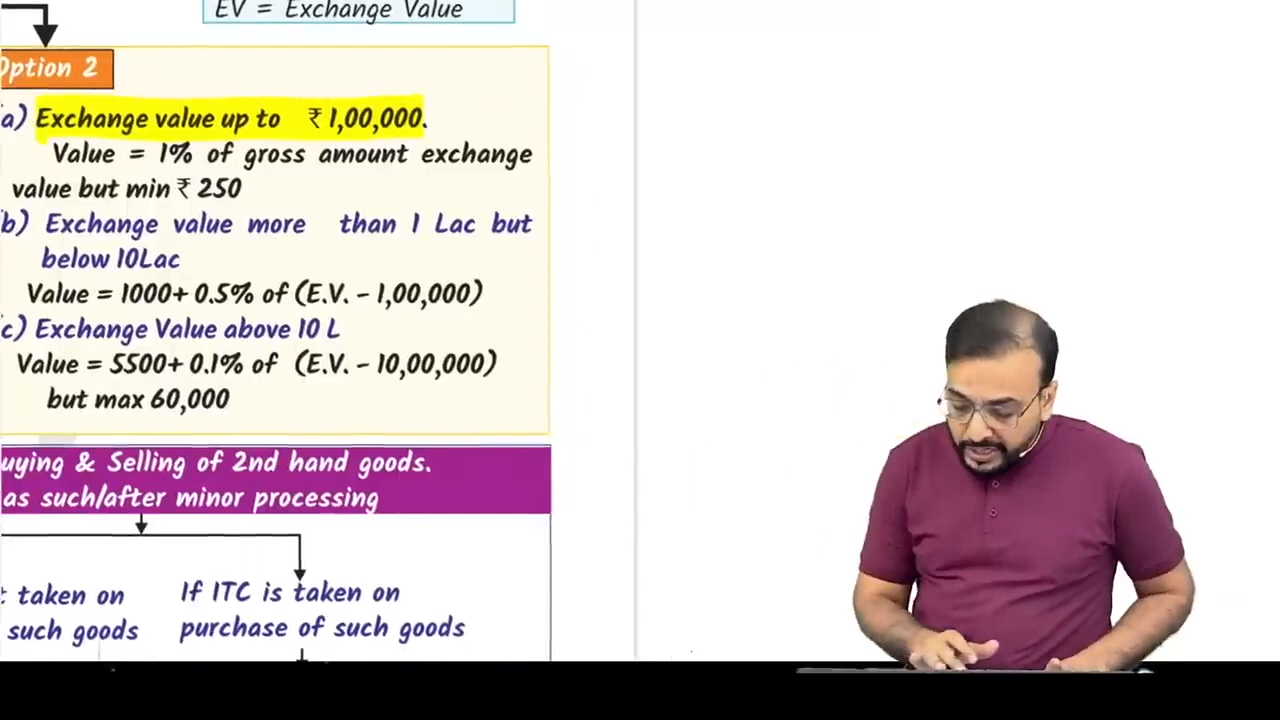 EV = Exchange Value
Option 2
a) Exchange value up to ₹ 1,00,000.
Value = 1% of gross amount exchange
value but min ₹ 250
b) Exchange value more than 1 Lac but
below 10Lac
Value = 1000+ 0.5% of (E.V. - 1,00,000)
c) Exchange Value above 10 L
Value = 5500+ 0.1% of (E.V. - 10,00,000)
but max 60,000
uying & Selling of 2nd hand goods.
as such/after minor processing
taken on
such goods
If ITC is taken on
purchase of such goods